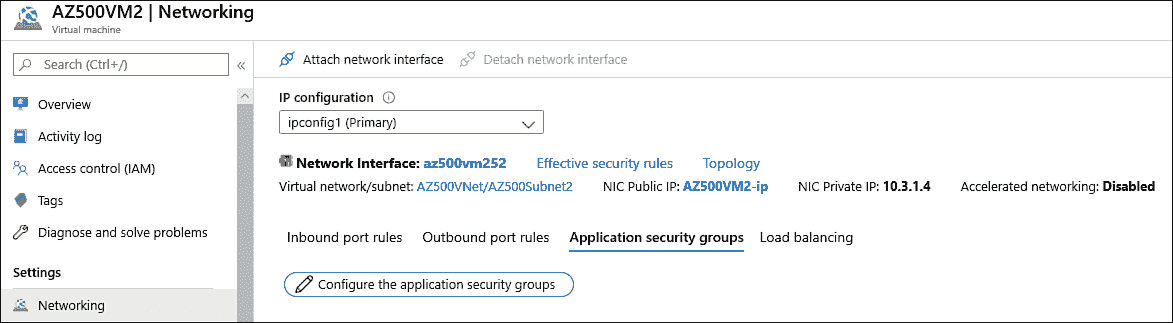 AZ500VM2 | Networking
Virtual machine
Search (Ctrl+/)
«
Overview
Activity log
Access control (IAM)
Tags
Diagnose and solve problems
Settings
Networking
Attach network interface Detach network interface
IP configuration
ipconfig1 (Primary)
Network Interface: az500vm252 Effective security rules Topology
Virtual network/subnet: AZ500VNet/AZ500Subnet2 NIC Public IP: AZ500VM2-ip NIC Private IP: 10.3.1.4 Accelerated networking: Disabled
Inbound port rules Outbound port rules Application security groups Load balancing
Configure the application security groups